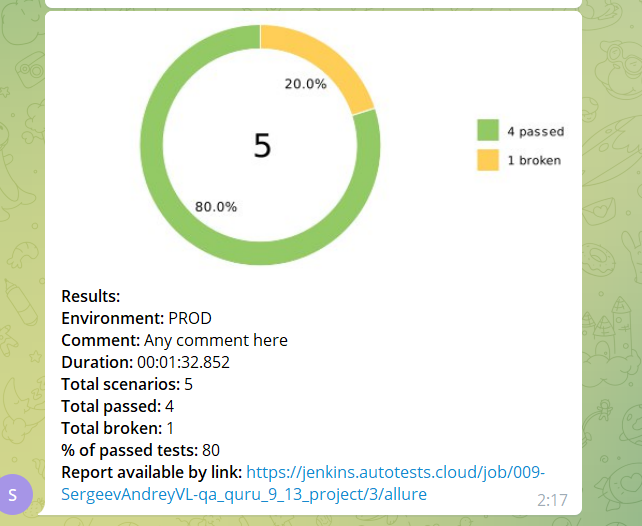 20.0%
5
80.0%
4 passed
1 broken
Results:
Environment: PROD
Comment: Any comment here
Duration: 00:01:32.852
Total scenarios: 5
Total passed: 4
Total broken: 1
% of passed tests: 80
Report available by link: https://jenkins.autotests.cloud/job/009-
SergeevAndreyVL-qa_quru_9_13_project/3/allure
2:17
S